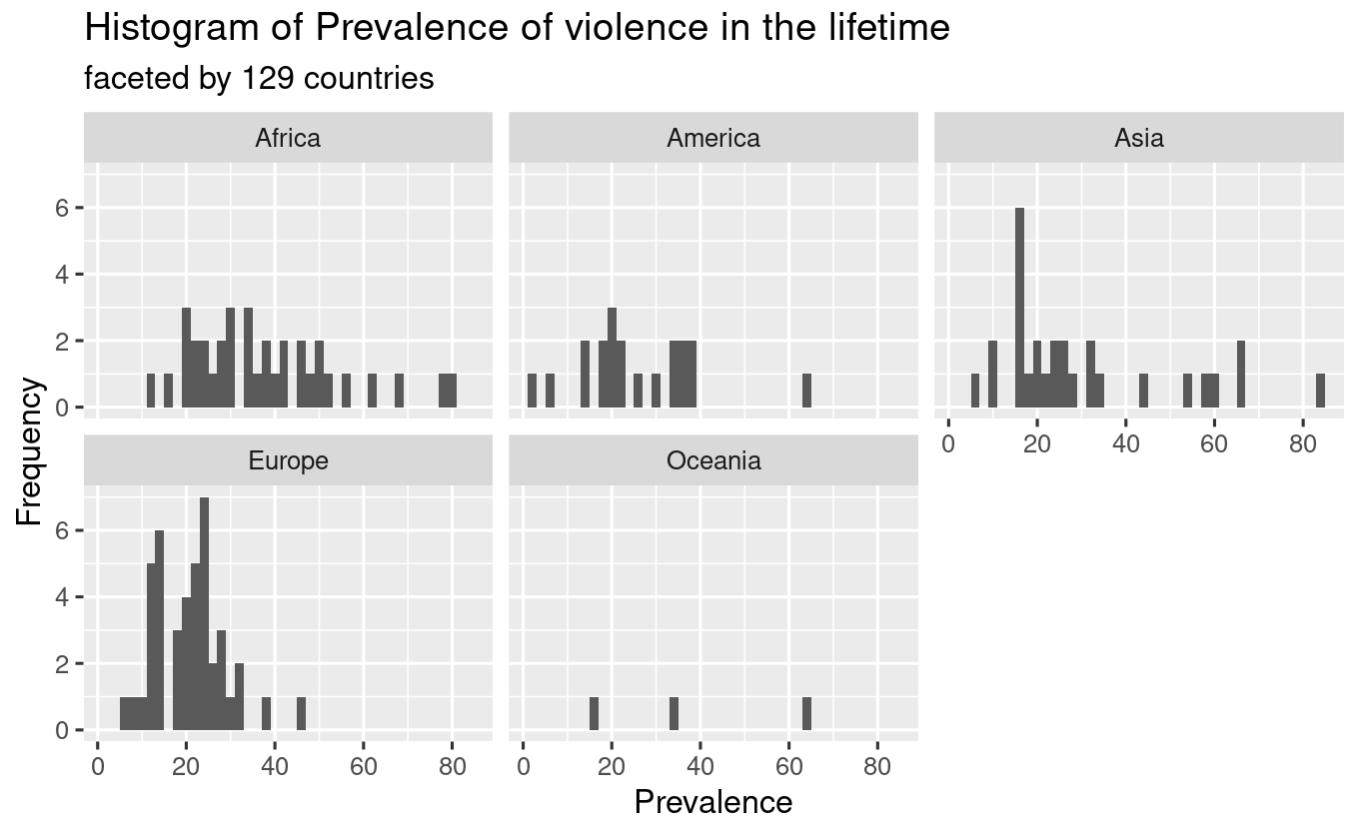 Histogram of Prevalence of violence in the lifetime
faceted by 129 countries
Africa
America
Asia
6
4
2
0
0 20 40 60 80
Europe
Oceania
6
4
2
0
0 20 40 60 80
0 20 40 60 80
Frequency
Prevalence